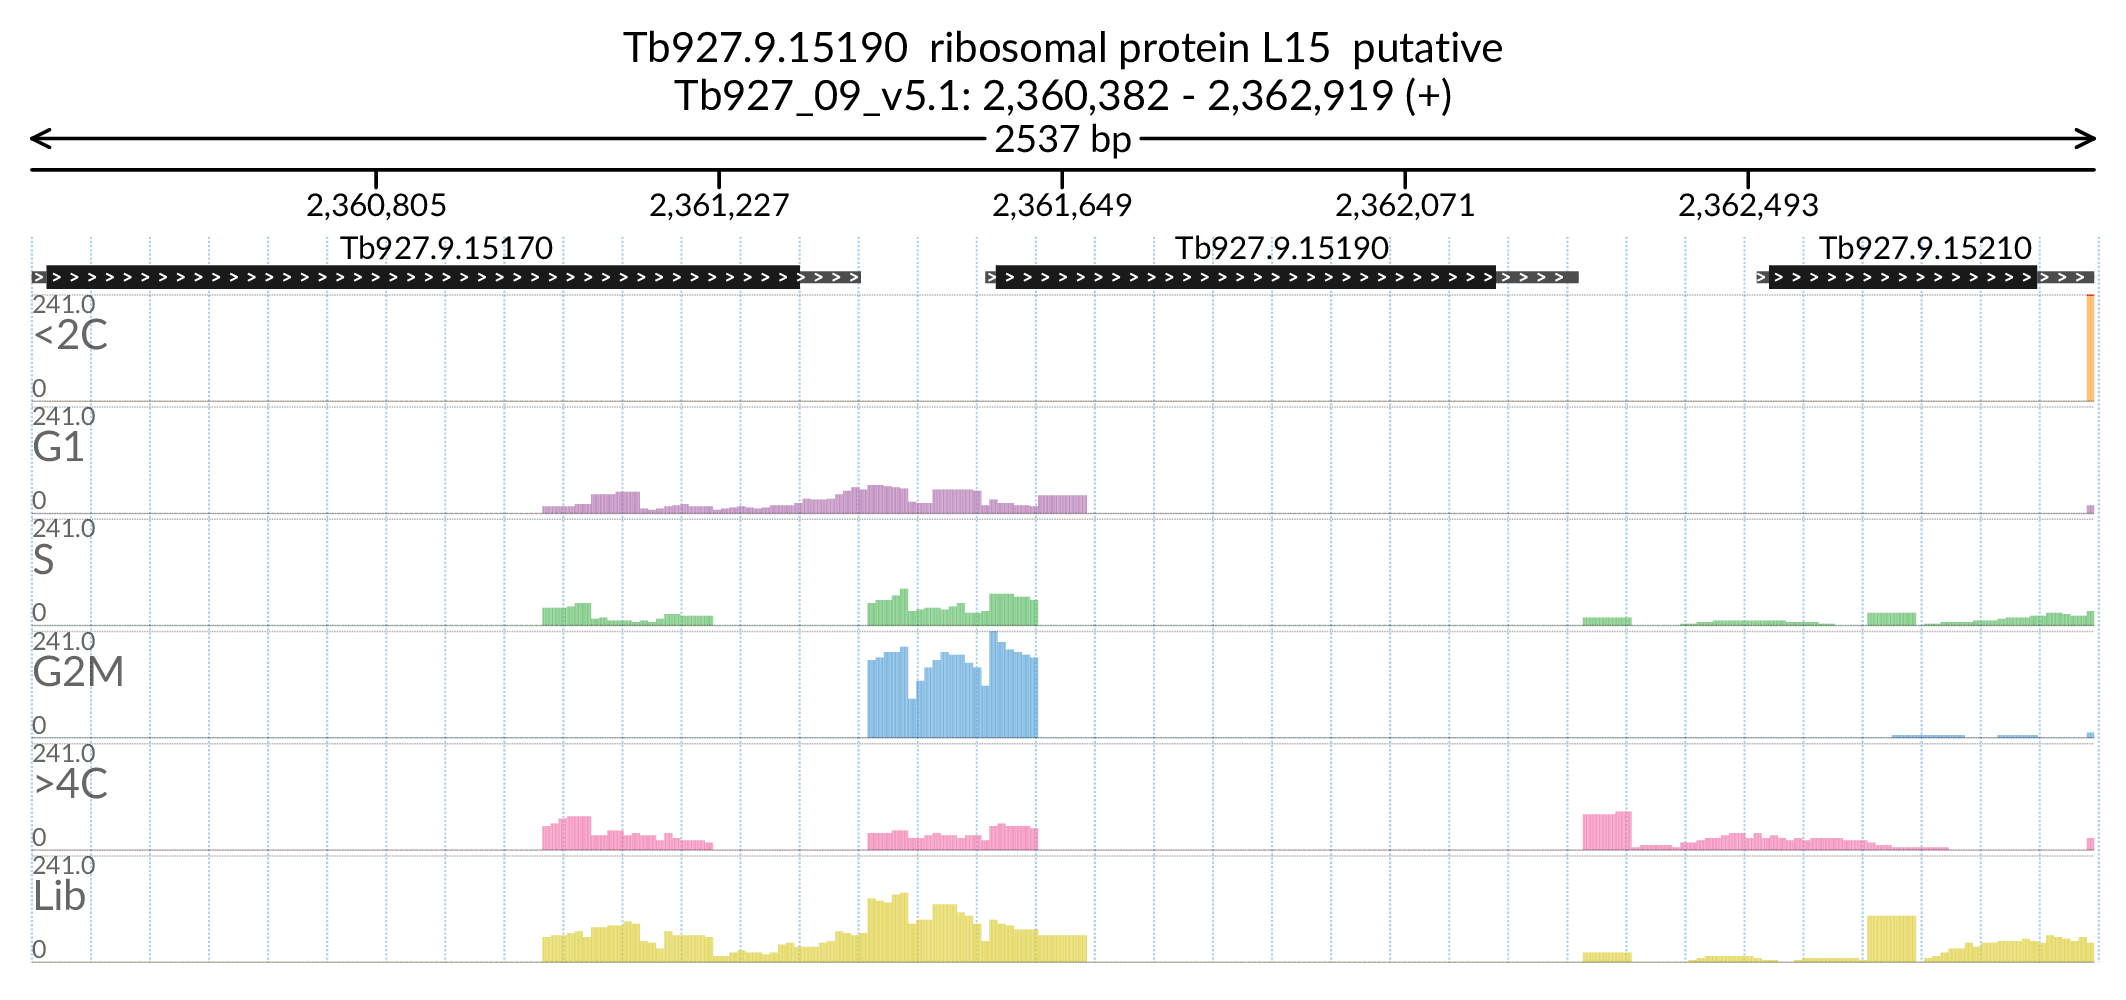 Tb927.9.15190 ribosomal protein L15 putative
Tb927_09_v5.1: 2,360,382 - 2,362,919 (+)
2537 bp
2,360,805 2,361,227 2,361,649 2,362,071 2,362,493
Tb927.9.15170 Tb927.9.15190 Tb927.9.15210
241.0
<2C
0
241.0
G1
0
241.0
S
0
241.0
G2M
0
241.0
>4C
0
241.0
Lib
0